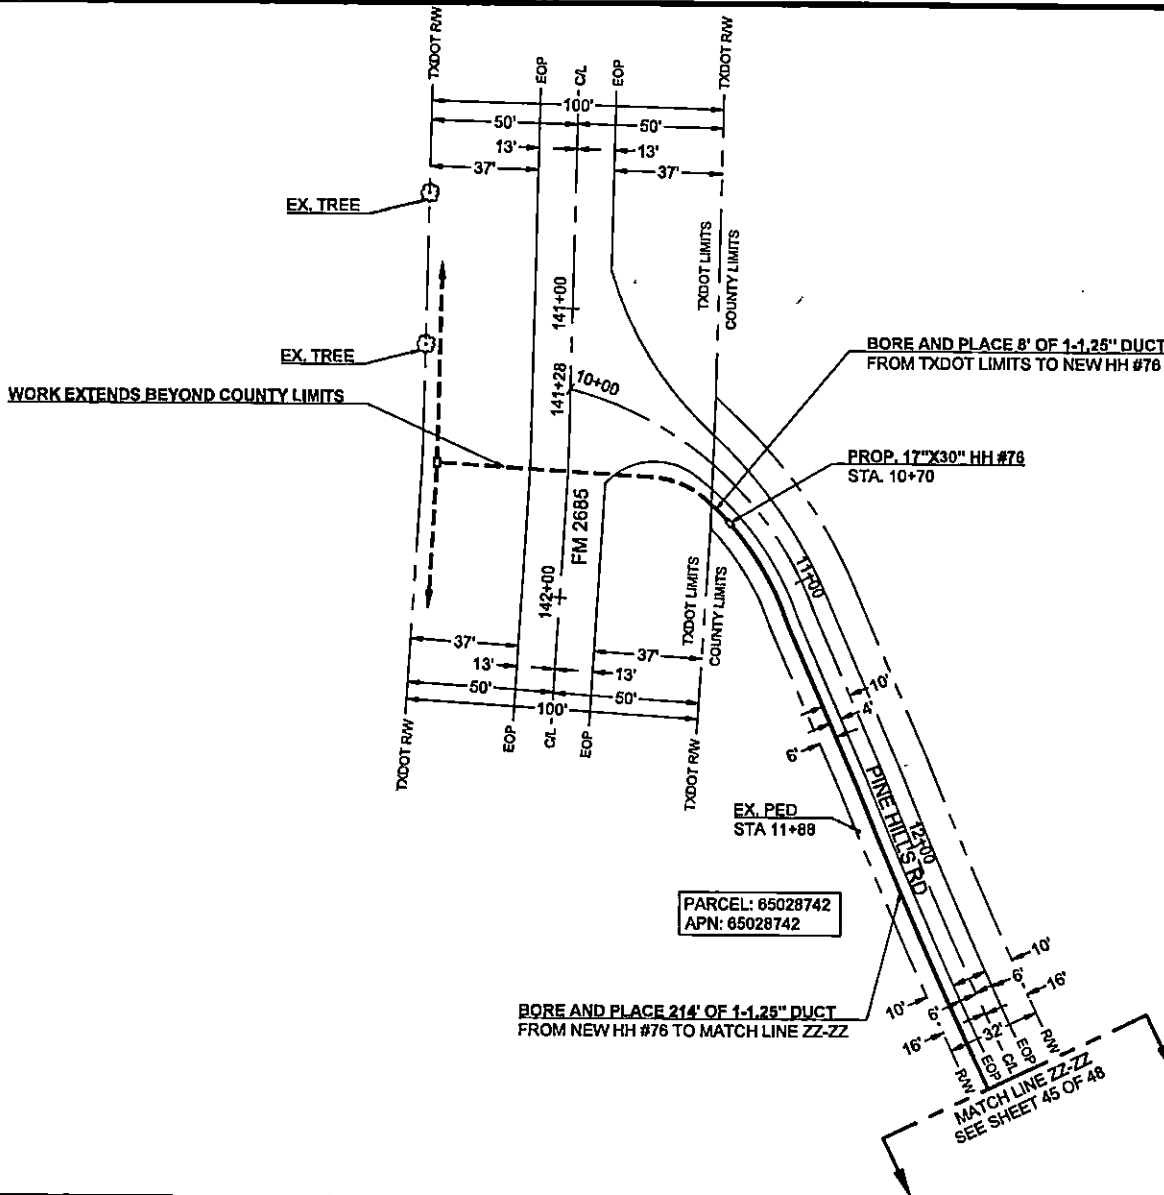 TXDOT R/W
EOP
C/L
EOP
TXDOT R/W
100'
50'
50'
13'
13'
37'
37'
EX. TREE
TXDOT LIMITS
COUNTY LIMITS
141+00
EX. TREE
BORE AND PLACE 8' OF 1-1.25" DUCT
FROM TXDOT LIMITS TO NEW HH #76
141+28
10+00
WORK EXTENDS BEYOND COUNTY LIMITS
PROP. 17"X30" HH #76
STA. 10+70
FM 2685
11+00
142+00
TXDOT LIMITS
COUNTY LIMITS
37'
37'
13'
13'
50'
50'
100'
10'
4'
6'
TXDOT R/W
EOP
C/L
EOP
TXDOT R/W
PINE HILLS RD
EX. PED
STA 11+88
12+00
PARCEL: 65028742
APN: 65028742
10'
6'
16'
10'
6'
16'
32'
BORE AND PLACE 214' OF 1-1.25" DUCT
FROM NEW HH #76 TO MATCH LINE ZZ-ZZ
R/W
EOP
C/L
EOP
R/W
MATCH LINE ZZ-ZZ
SEE SHEET 45 OF 48